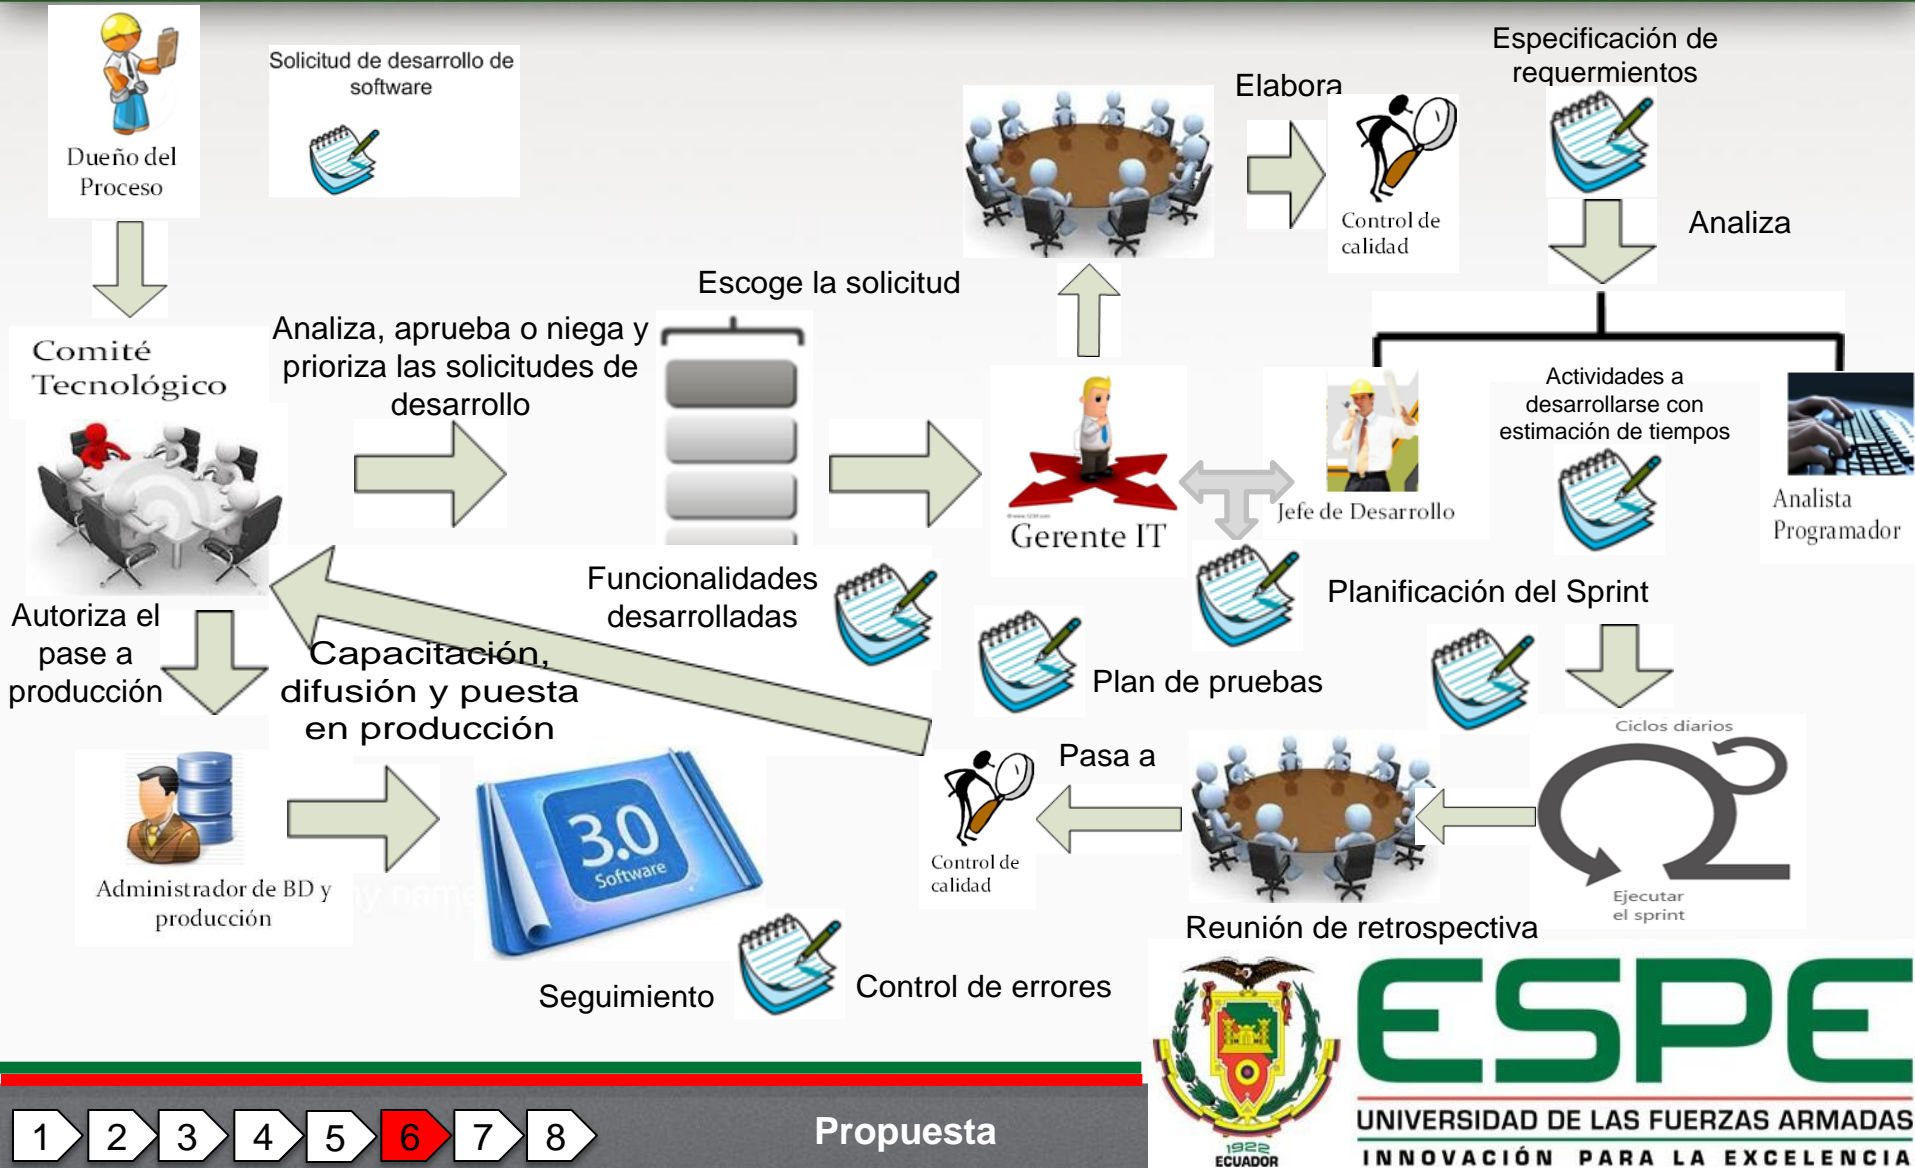 Dueño del
Proceso
Solicitud de desarrollo de
software
Elabora
Control de
calidad
Especificación de
requermientos
Analiza
Escoge la solicitud
Comité
Tecnológico
Analiza, aprueba o niega y
prioriza las solicitudes de
desarrollo
Gerente IT
Jefe de Desarrollo
Actividades a
desarrollarse con
estimación de tiempos
Analista
Programador
Planificación del Sprint
Funcionalidades
desarrolladas
Plan de pruebas
Autoriza el
pase a
producción
Capacitación,
difusión y puesta
en producción
Ciclos diarios
Ejecutar
el sprint
Pasa a
Control de
calidad
Reunión de retrospectiva
Administrador de BD y
producción
3.0
Software
Seguimiento
Control de errores
1 2 3 4 5 6 7 8
Propuesta
1922
ECUADOR
ESPE
UNIVERSIDAD DE LAS FUERZAS ARMADAS
INNOVACIÓN PARA LA EXCELENCIA